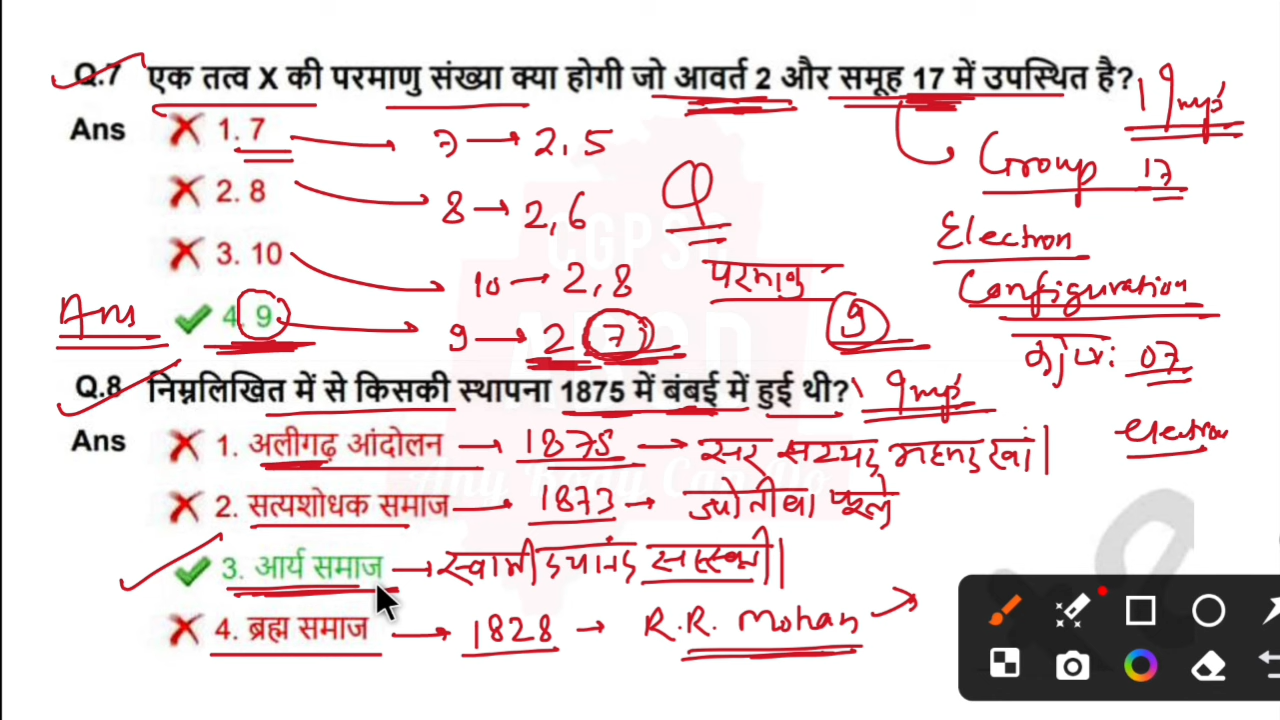 Q.7 एक तत्व X की परमाणु संख्या क्या होगी जो आवर्त 2 और समूह 17 में उपस्थित है?
Ans 1. 7 7 → 2, 5
Group 17
2. 8 8 → 2, 6
Electron
3. 10 10 → 2, 8 परमाणु
Configuration
Ans 4. 9 9 → 2 7 9
07
Q.8 निम्नलिखित में से किसकी स्थापना 1875 में बंबई में हुई थी?
electron
Ans 1. अलीगढ़ आंदोलन → 1875 → सर सय्यद अहमद खां।
2. सत्यशोधक समाज → 1873 → ज्योतीबा फूले
3. आर्य समाज → स्वामी दयानंद सरस्वती।
4. ब्रह्म समाज → 1828 → R.R. Mohan →